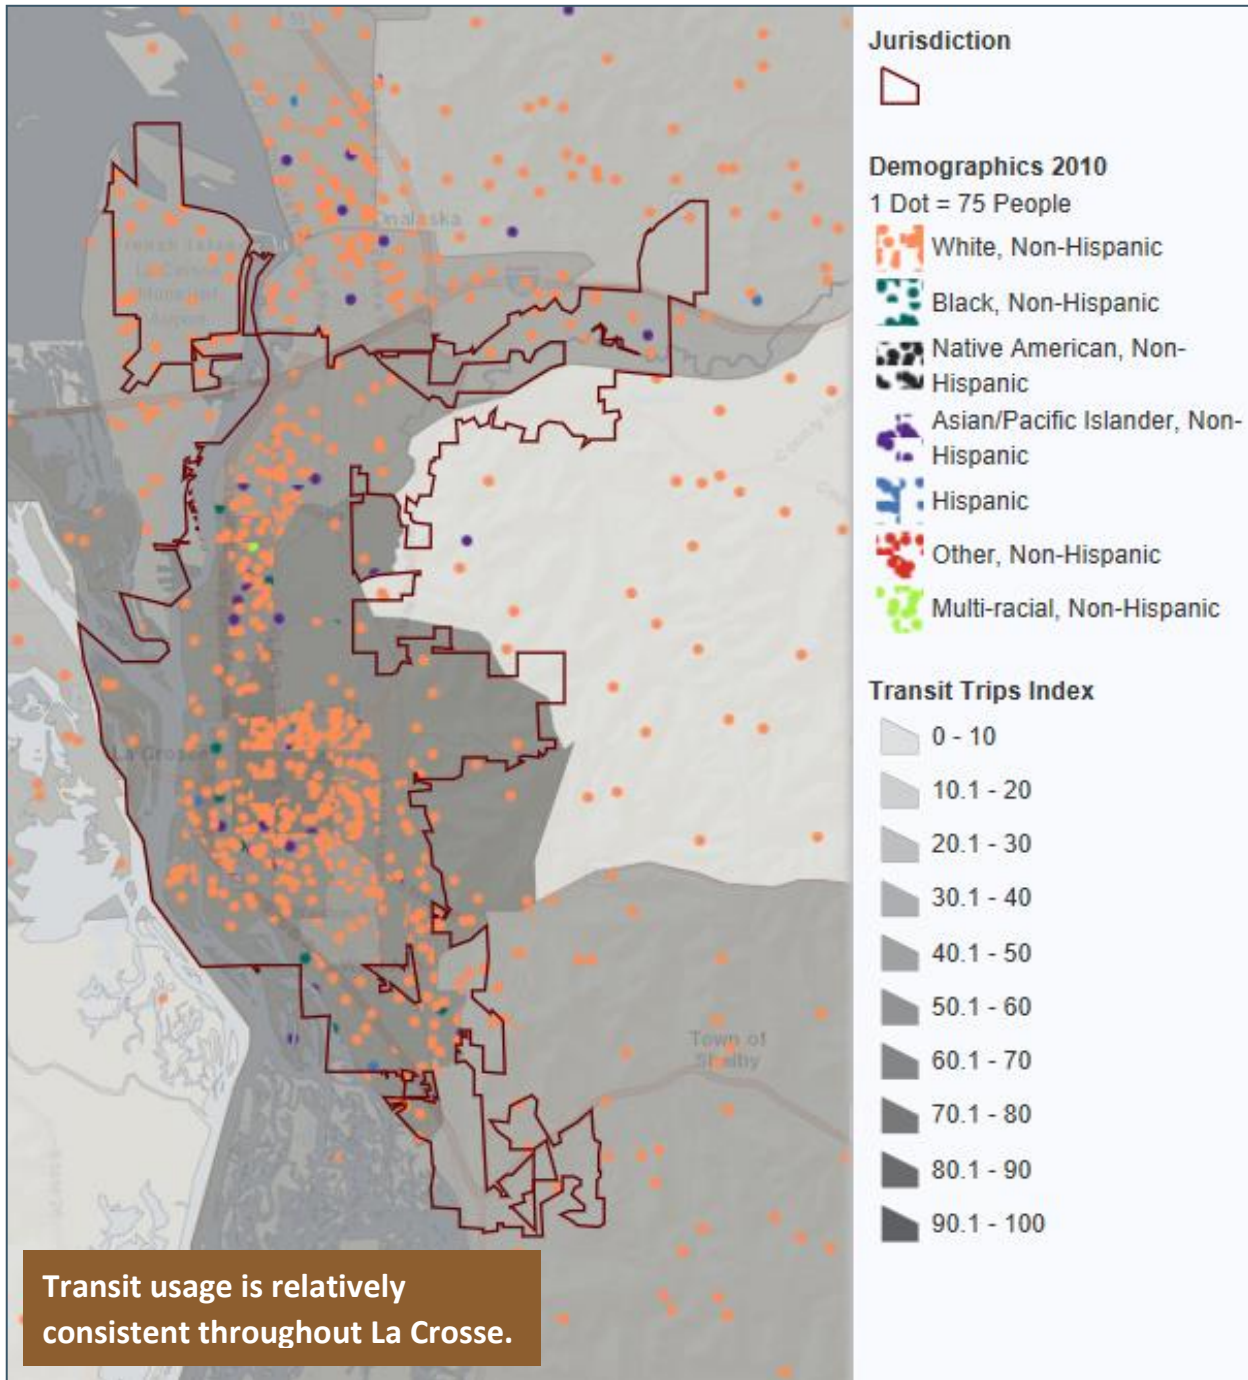 Jurisdiction
Demographics 2010
1 Dot = 75 People
White, Non-Hispanic
Black, Non-Hispanic
Native American, Non-
Hispanic
Asian/Pacific Islander, Non-
Hispanic
Hispanic
Other, Non-Hispanic
Multi-racial, Non-Hispanic
Transit Trips Index
0 - 10
10.1 - 20
20.1 - 30
30.1 - 40
40.1 - 50
50.1 - 60
60.1 - 70
70.1 - 80
80.1 - 90
90.1 - 100
Onalaska
La Crosse
Town of
Shelby
Transit usage is relatively
consistent throughout La Crosse.